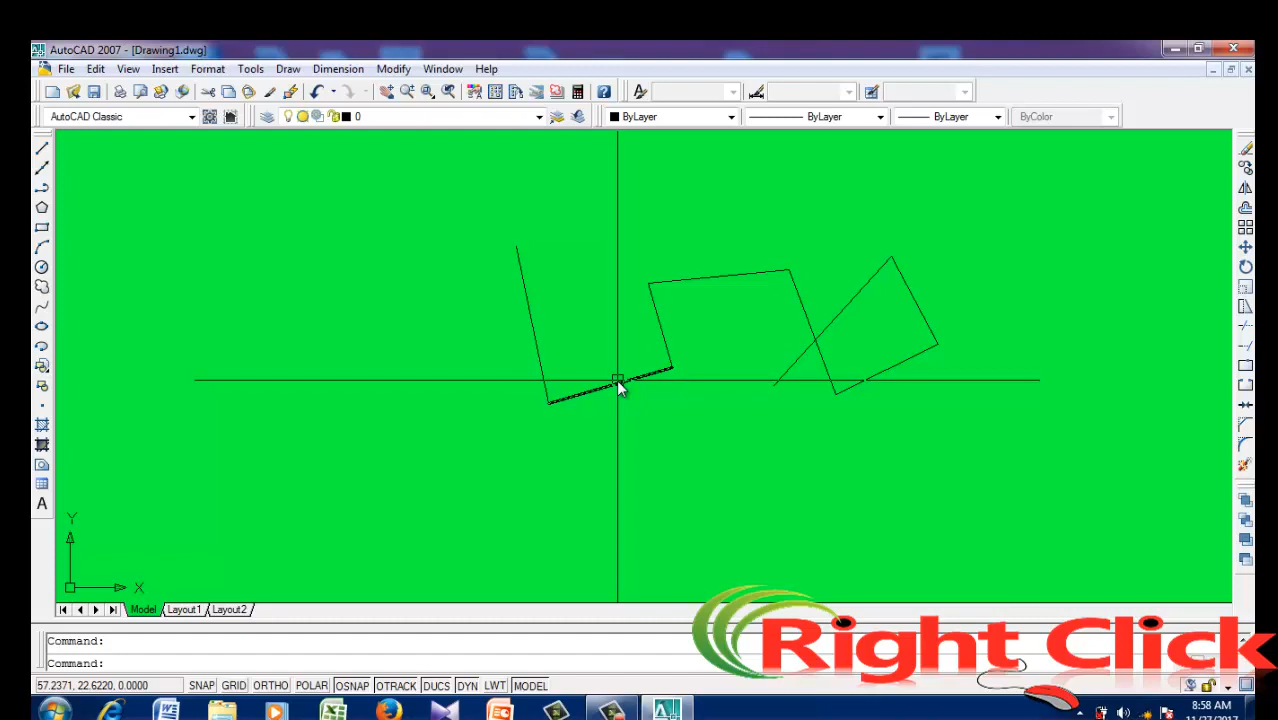 AutoCAD 2007 - [Drawing1.dwg]
File Edit View Insert Format Tools Draw Dimension Modify Window Help
AutoCAD Classic 0 ByLayer ByLayer ByLayer ByColor
A
Y
X
Model Layout1 Layout2
Command:
Command:
Right Click
57.2371, 22.6220, 0.0000 SNAP GRID ORTHO POLAR OSNAP OTRACK DUCS DYN LWT MODEL
8:58 AM